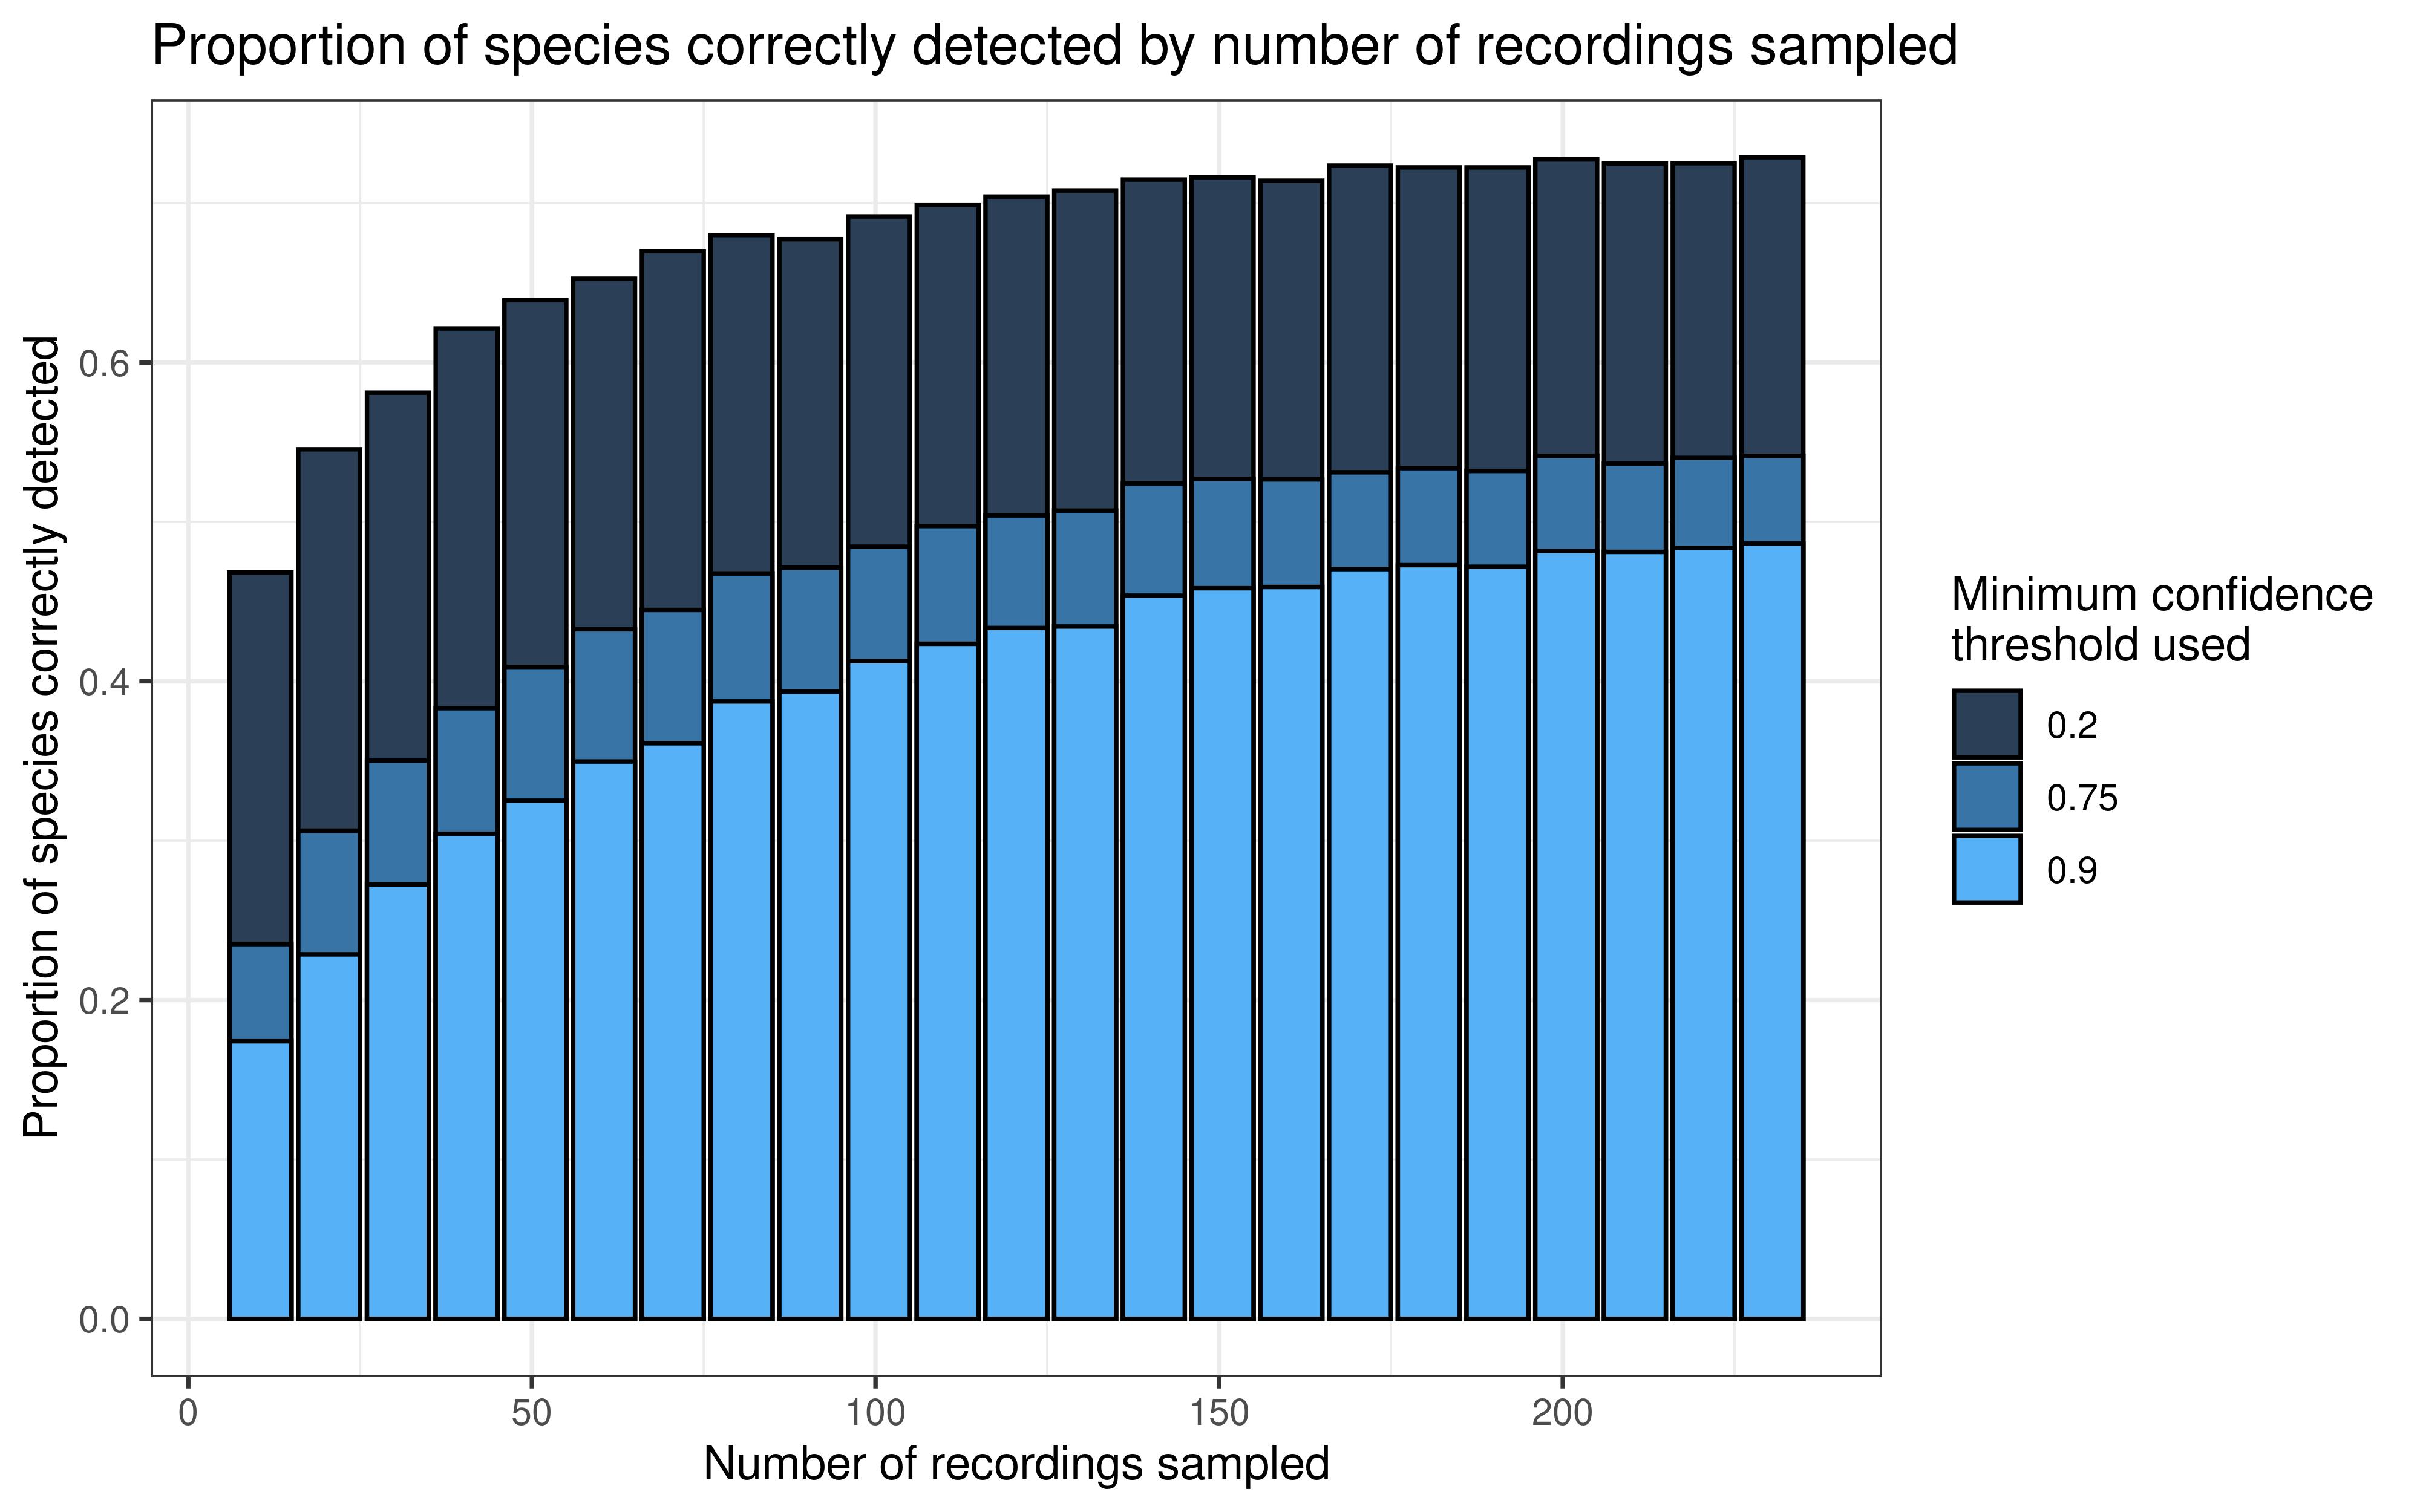 Proportion of species correctly detected by number of recordings sampled
Proportion of species correctly detected
0.6
0.4
0.2
0.0
0
50
100
150
200
Number of recordings sampled
Minimum confidence
threshold used
0.2
0.75
0.9